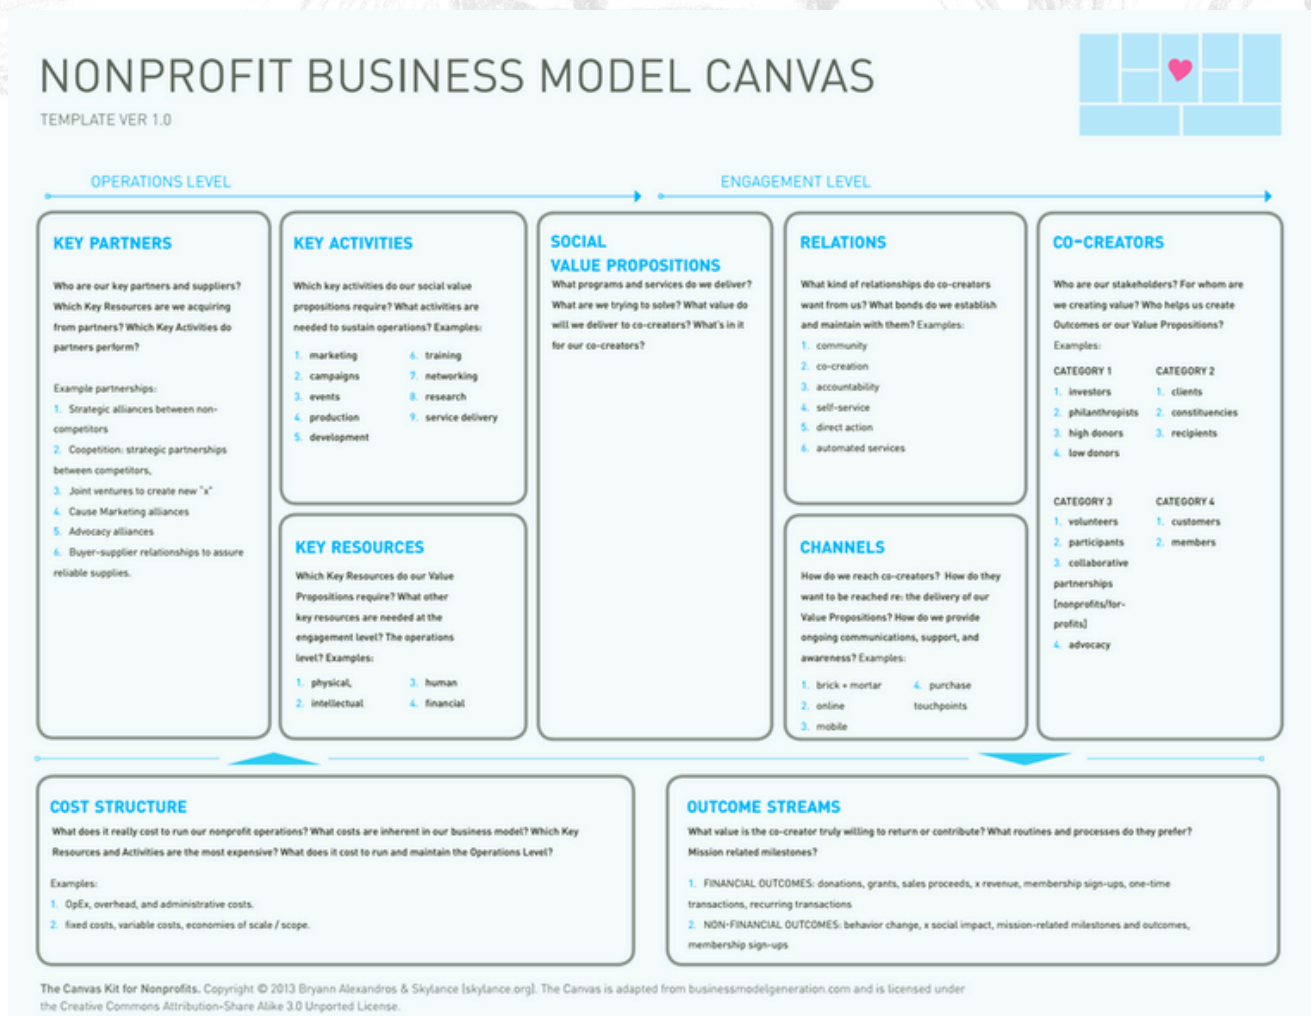 NONPROFIT BUSINESS MODEL CANVAS
TEMPLATE VER 1.0
OPERATIONS LEVEL
ENGAGEMENT LEVEL
KEY PARTNERS
Who are our key partners and suppliers?
Which Key Resources are we acquiring
from partners? Which Key Activities do
partners perform?
Example partnerships:
1. Strategic alliances between non-
competitors
2. Coopetition: strategic partnerships
between competitors,
3. Joint ventures to create new "x"
4. Cause Marketing alliances
5. Advocacy alliances
6. Buyer-supplier relationships to assure
reliable supplies.
KEY ACTIVITIES
Which key activities do our social value
propositions require? What activities are
needed to sustain operations? Examples:
1. marketing
2. campaigns
3. events
4. production
5. development
6. training
7. networking
8. research
9. service delivery
KEY RESOURCES
Which Key Resources do our Value
Propositions require? What other
key resources are needed at the
engagement level? The operations
level? Examples:
1. physical,
2. intellectual
3. human
4. financial
SOCIAL
VALUE PROPOSITIONS
What programs and services do we deliver?
What are we trying to solve? What value do
will we deliver to co-creators? What's in it
for our co-creators?
RELATIONS
What kind of relationships do co-creators
want from us? What bonds do we establish
and maintain with them? Examples:
1. community
2. co-creation
3. accountability
4. self-service
5. direct action
6. automated services
CHANNELS
How do we reach co-creators? How do they
want to be reached re: the delivery of our
Value Propositions? How do we provide
ongoing communications, support, and
awareness? Examples:
1. brick + mortar
2. online
3. mobile
4. purchase
touchpoints
CO-CREATORS
Who are our stakeholders? For whom are
we creating value? Who helps us create
Outcomes or our Value Propositions?
Examples:
CATEGORY 1
1. investors
2. philanthropists
3. high donors
4. low donors
CATEGORY 2
1. clients
2. constituencies
3. recipients
CATEGORY 3
1. volunteers
2. participants
3. collaborative
partnerships
[nonprofits/for-
profits]
4. advocacy
CATEGORY 4
1. customers
2. members
COST STRUCTURE
What does it really cost to run our nonprofit operations? What costs are inherent in our business model? Which Key
Resources and Activities are the most expensive? What does it cost to run and maintain the Operations Level?
Examples:
1. OpEx, overhead, and administrative costs.
2. fixed costs, variable costs, economies of scale / scope.
OUTCOME STREAMS
What value is the co-creator truly willing to return or contribute? What routines and processes do they prefer?
Mission related milestones?
1. FINANCIAL OUTCOMES: donations, grants, sales proceeds, x revenue, membership sign-ups, one-time
transactions, recurring transactions
2. NON-FINANCIAL OUTCOMES: behavior change, x social impact, mission-related milestones and outcomes,
membership sign-ups
The Canvas Kit for Nonprofits. Copyright © 2013 Bryann Alexandros & Skylance [skylance.org]. The Canvas is adapted from businessmodelgeneration.com and is licensed under
the Creative Commons Attribution-Share Alike 3.0 Unported License.